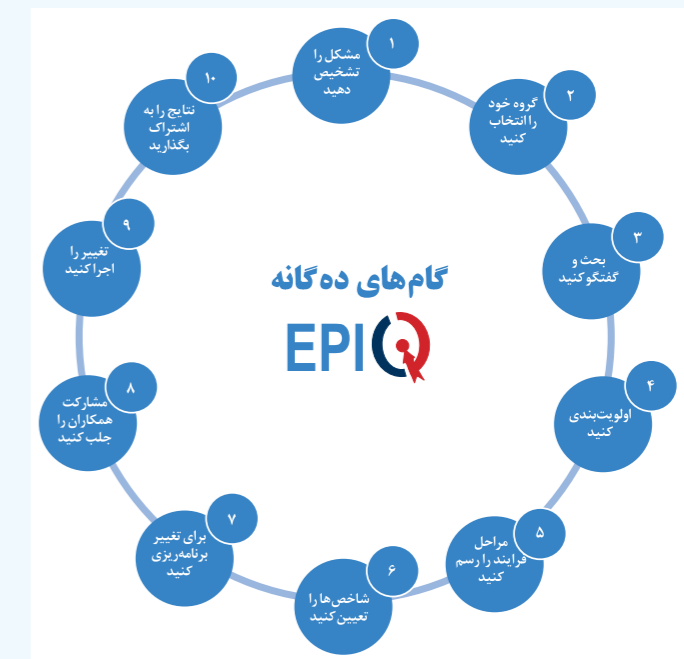 گام‌های ده گانه
EPIQ
۱
مشکل را
تشخیص
دهید
۲
گروه خود
را انتخاب
کنید
۳
بحث و
گفتگو کنید
۴
اولویت‌بندی
کنید
۵
مراحل
فرایند را رسم
کنید
۶
شاخص‌ها را
تعیین کنید
۷
برای تغییر
برنامه‌ریزی
کنید
۸
مشارکت
همکاران را
جلب کنید
۹
تغییر را
اجرا کنید
۱۰
نتایج را به
اشتراک
بگذارید